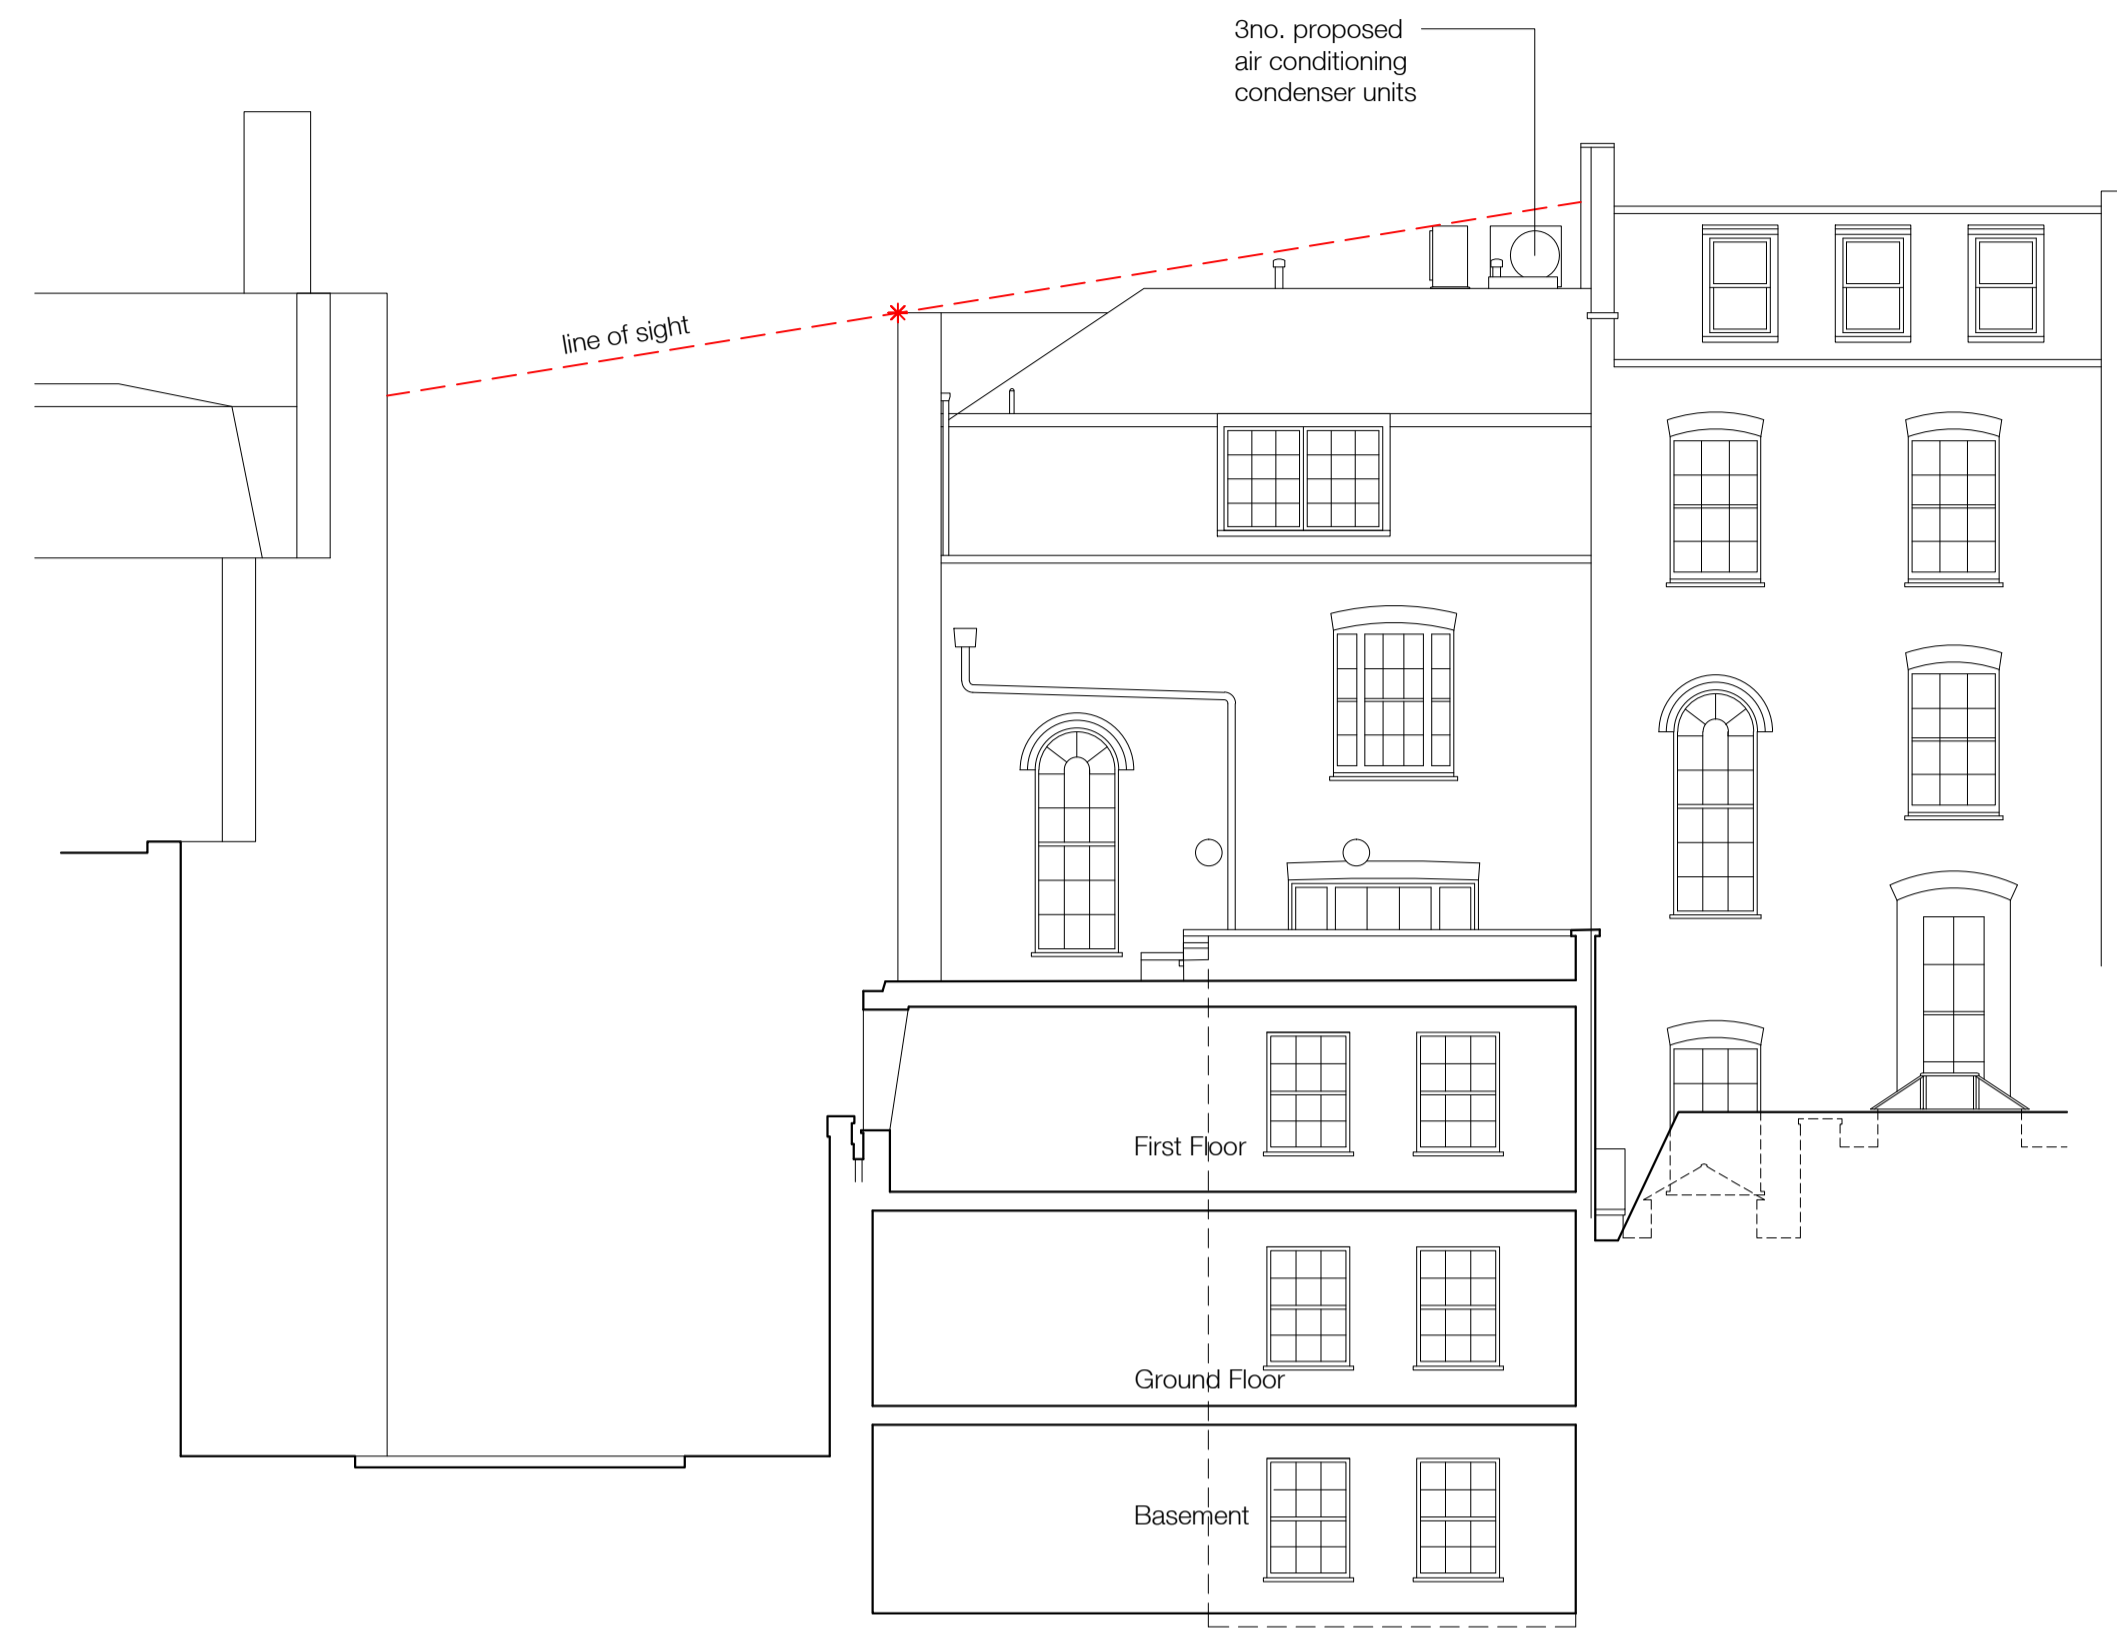 3no. proposed
air conditioning
condenser units
line of sight
First Floor
Ground Floor
Basement